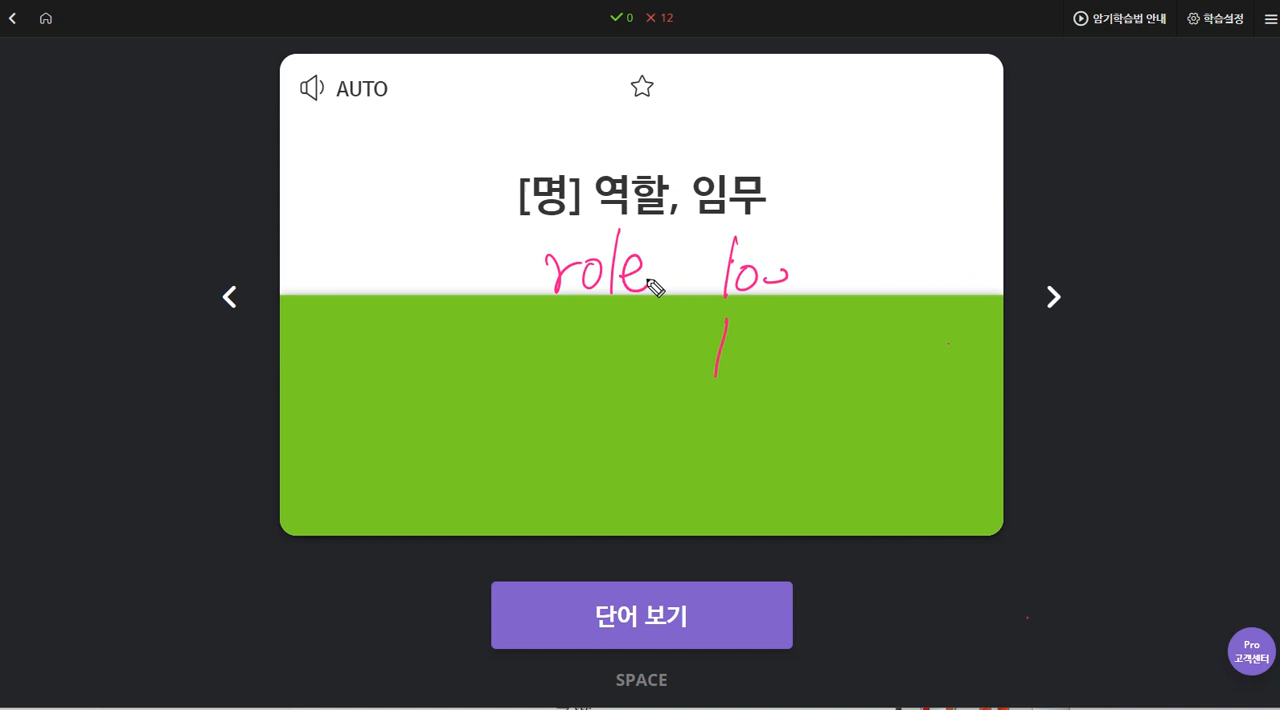 0 12 암기학습법 안내 학습설정
AUTO
[명] 역할, 임무
role
단어 보기
SPACE
Pro
고객센터